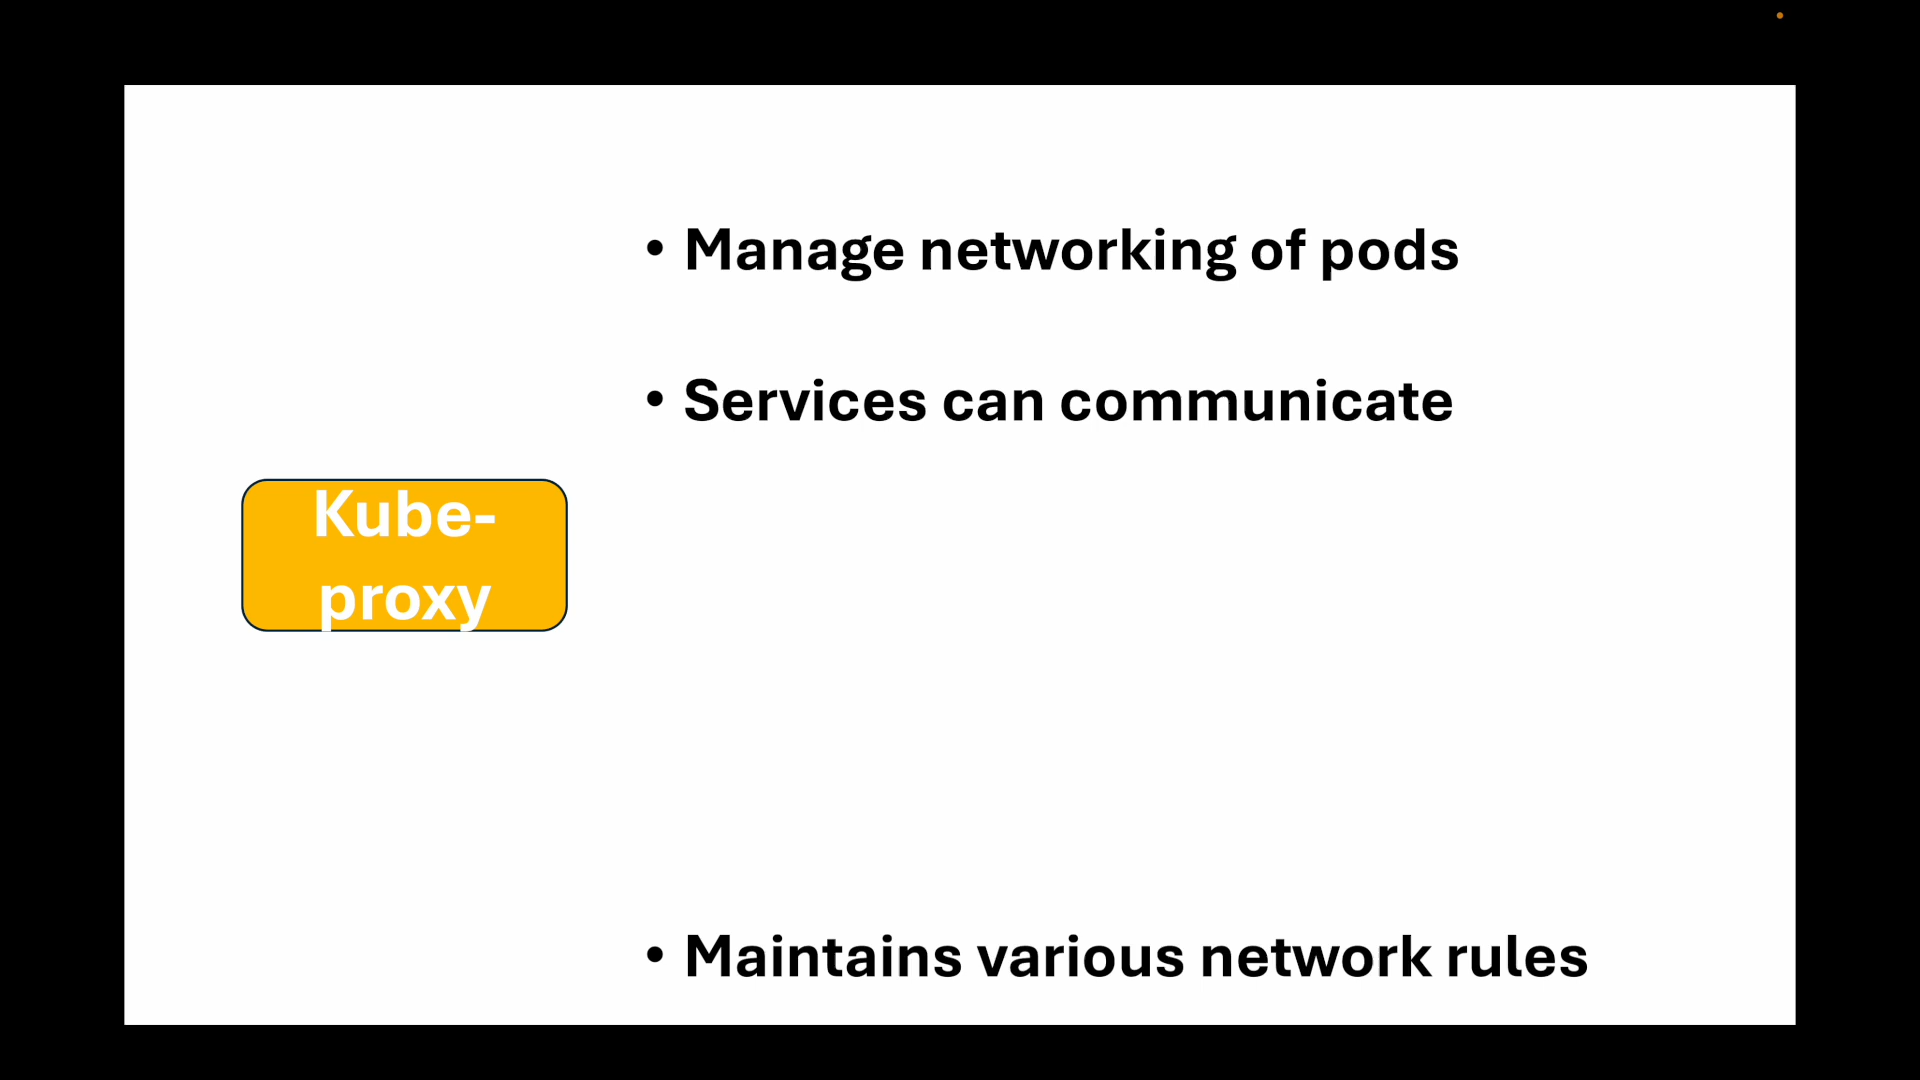 • Manage networking of pods
• Services can communicate
Kube-
proxy
• Maintains various network rules